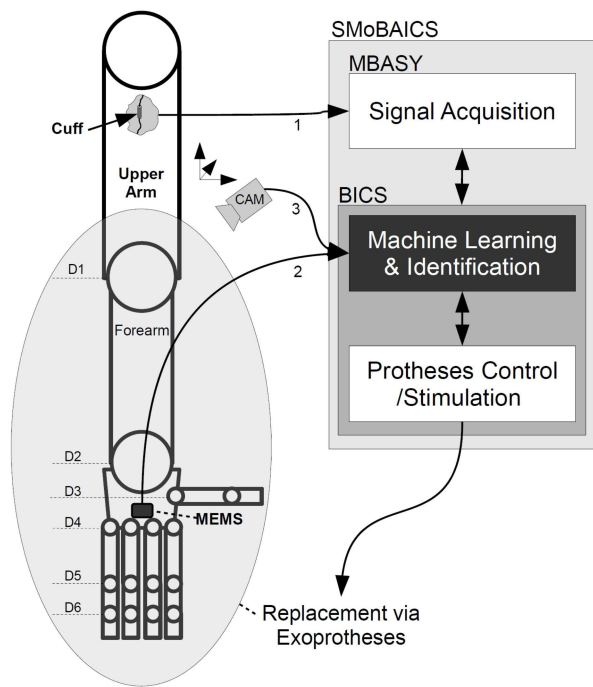 SMoBAICS
MBASY
Signal Acquisition
Cuff
1
Upper
Arm
CAM
3
BICS
Machine Learning
& Identification
2
D1
Forearm
Protheses Control
/Stimulation
D2
D3
MEMS
D4
D5
D6
Replacement via
Exoprotheses